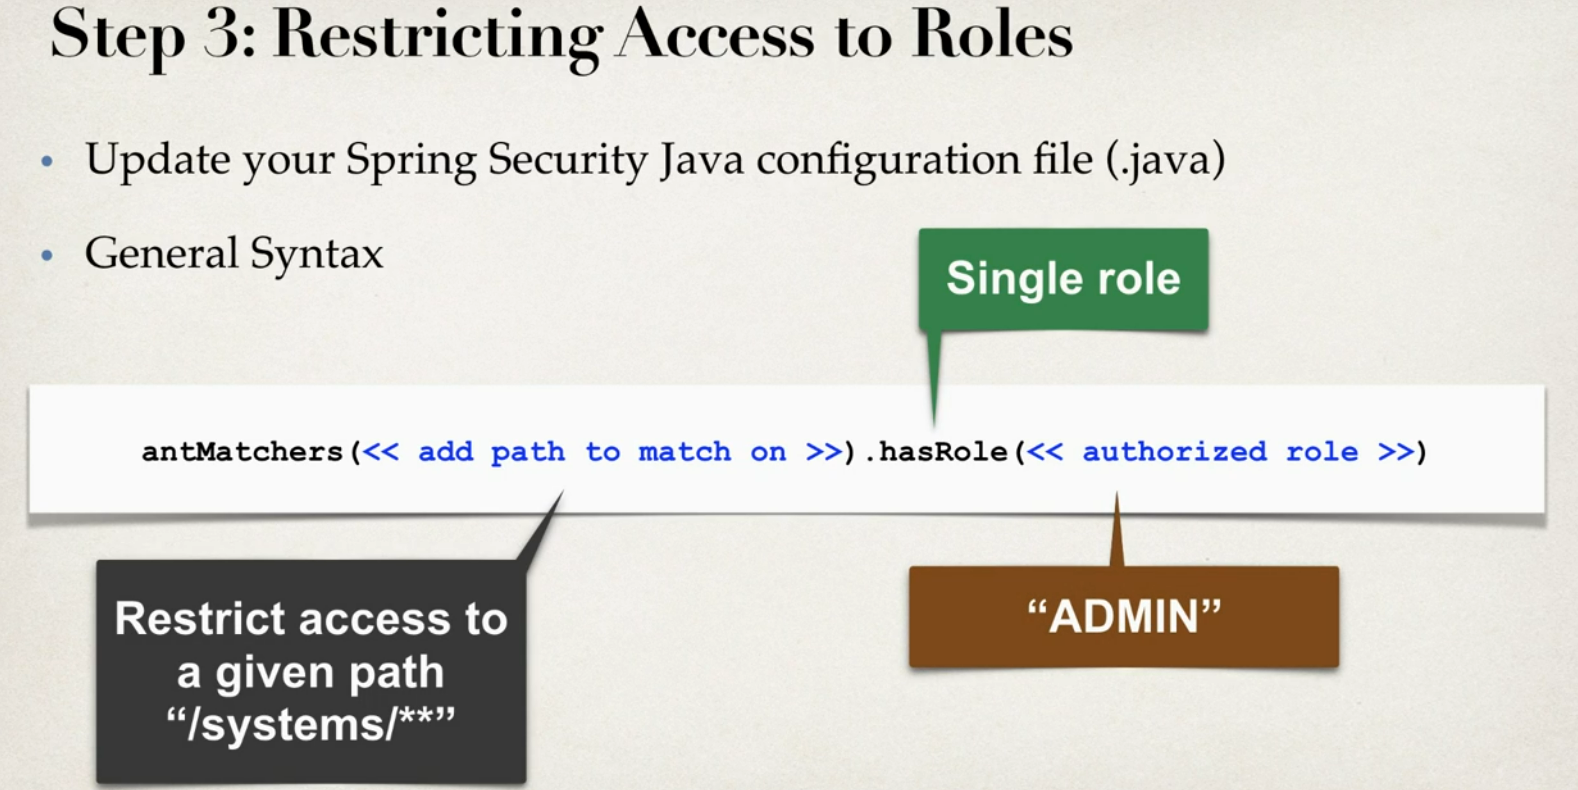 Step 3: Restricting Access to Roles
• Update your Spring Security Java configuration file (.java)
• General Syntax
Single role
antMatchers(<< add path to match on >>).hasRole(<< authorized role >>)
Restrict access to
a given path
“/systems/**”
“ADMIN”